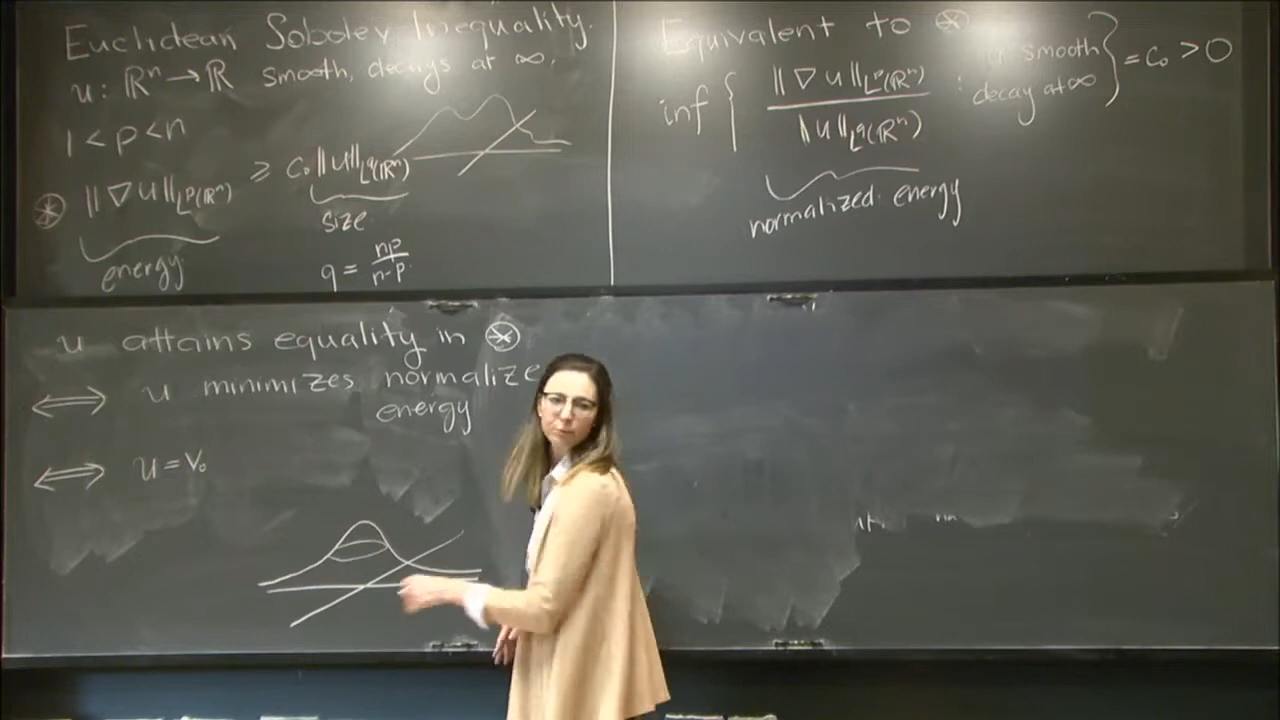 Euclidean Sobolev Inequality.
u: ℝⁿ → ℝ smooth, decays at ∞,
1 < p < n
⊛ ‖∇u‖_{L^p(ℝⁿ)} ≥ c₀‖u‖_{L^q(ℝⁿ)}
energy
size
q = np/n-p.
Equivalent to ⊛
inf { ‖∇u‖_{L^p(ℝⁿ)} / ‖u‖_{L^q(ℝⁿ)} : u smooth decay at ∞ } = c₀ > 0
normalized energy
u attains equality in ⊛
⟺ u minimizes normalize
energy
⟺ u = v₀